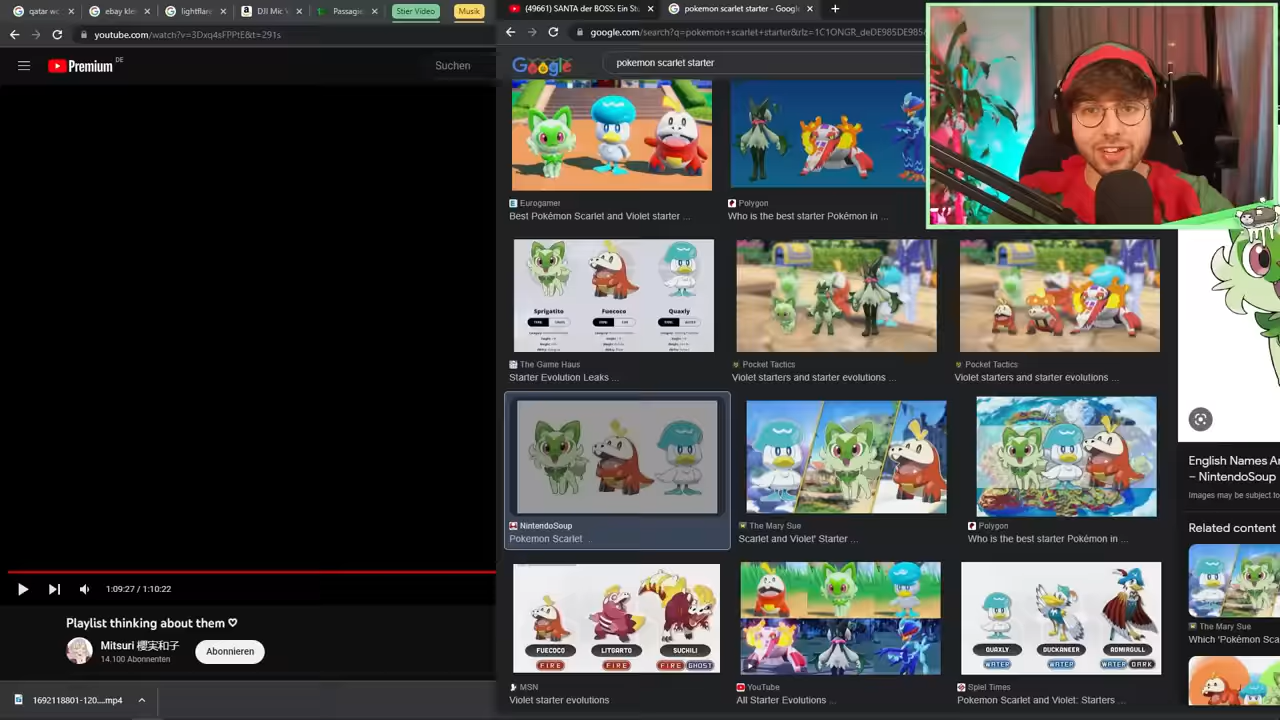 qatar wc
ebay kle
lightflare
DJI Mic V
Passagie
Stier Video
Musik
(49661) SANTA der BOSS: Ein Stu
pokemon scarlet starter - Googl
youtube.com/watch?v=3Dxq4sFPPtE&t=291s
google.com/search?q=pokemon+scarlet+starter&rlz=1C1ONGR_deDE985DE985
Premium DE
Suchen
Google
pokemon scarlet starter
Eurogamer
Best Pokémon Scarlet and Violet starter ...
Polygon
Who is the best starter Pokémon in ...
Sprigatito
Fuecoco
Quaxly
The Game Haus
Starter Evolution Leaks ...
Pocket Tactics
Violet starters and starter evolutions ...
Pocket Tactics
Violet starters and starter evolutions ...
NintendoSoup
Pokemon Scarlet ...
The Mary Sue
Scarlet and Violet' Starter ...
Polygon
Who is the best starter Pokémon in ...
English Names An
– NintendoSoup
Images may be subject to
Related content
The Mary Sue
Which 'Pokémon Sca
FUECOCO
LITGARTO
SUCHILI
FIRE
FIRE
FIRE GHOST
MSN
Violet starter evolutions
YouTube
All Starter Evolutions ...
QUAXLY
DUCKANEER
ADMIRGULL
WATER
WATER
WATER DARK
Spiel Times
Pokemon Scarlet and Violet: Starters ...
1:09:27 / 1:10:22
Playlist thinking about them ♡
Mitsuri 櫻実和子
14.100 Abonnenten
Abonnieren
120....mp4